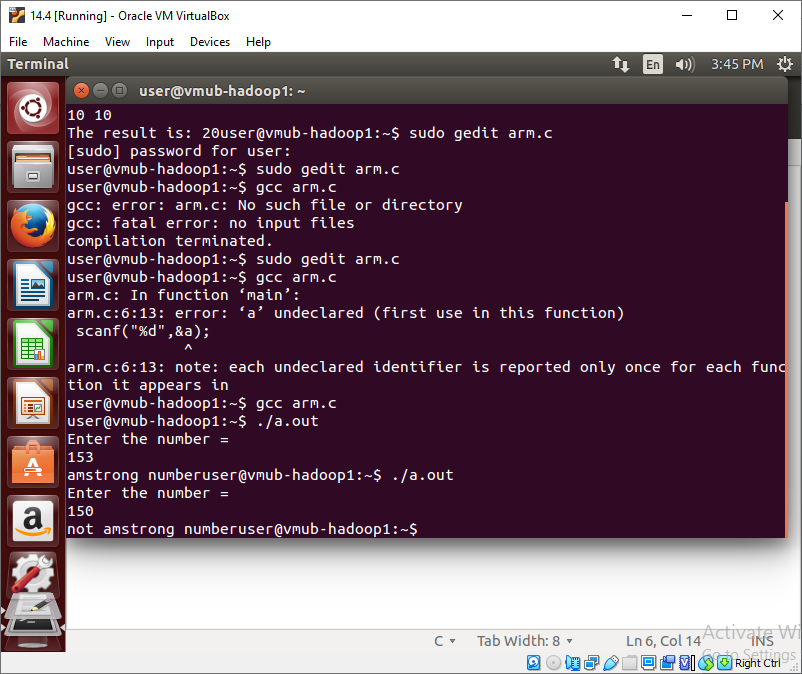 14.4 [Running] - Oracle VM VirtualBox
File Machine View Input Devices Help
Terminal En 3:45 PM
user@vmub-hadoop1: ~
10 10
The result is: 20user@vmub-hadoop1:~$ sudo gedit arm.c
[sudo] password for user:
user@vmub-hadoop1:~$ sudo gedit arm.c
user@vmub-hadoop1:~$ gcc arm.c
gcc: error: arm.c: No such file or directory
gcc: fatal error: no input files
compilation terminated.
user@vmub-hadoop1:~$ sudo gedit arm.c
user@vmub-hadoop1:~$ gcc arm.c
arm.c: In function ‘main’:
arm.c:6:13: error: ‘a’ undeclared (first use in this function)
scanf("%d",&a);
^
arm.c:6:13: note: each undeclared identifier is reported only once for each func
tion it appears in
user@vmub-hadoop1:~$ gcc arm.c
user@vmub-hadoop1:~$ ./a.out
Enter the number =
153
amstrong numberuser@vmub-hadoop1:~$ ./a.out
Enter the number =
150
not amstrong numberuser@vmub-hadoop1:~$
a
C Tab Width: 8 Ln 6, Col 14 INS
Activate Wi
Go to Settings
Right Ctrl